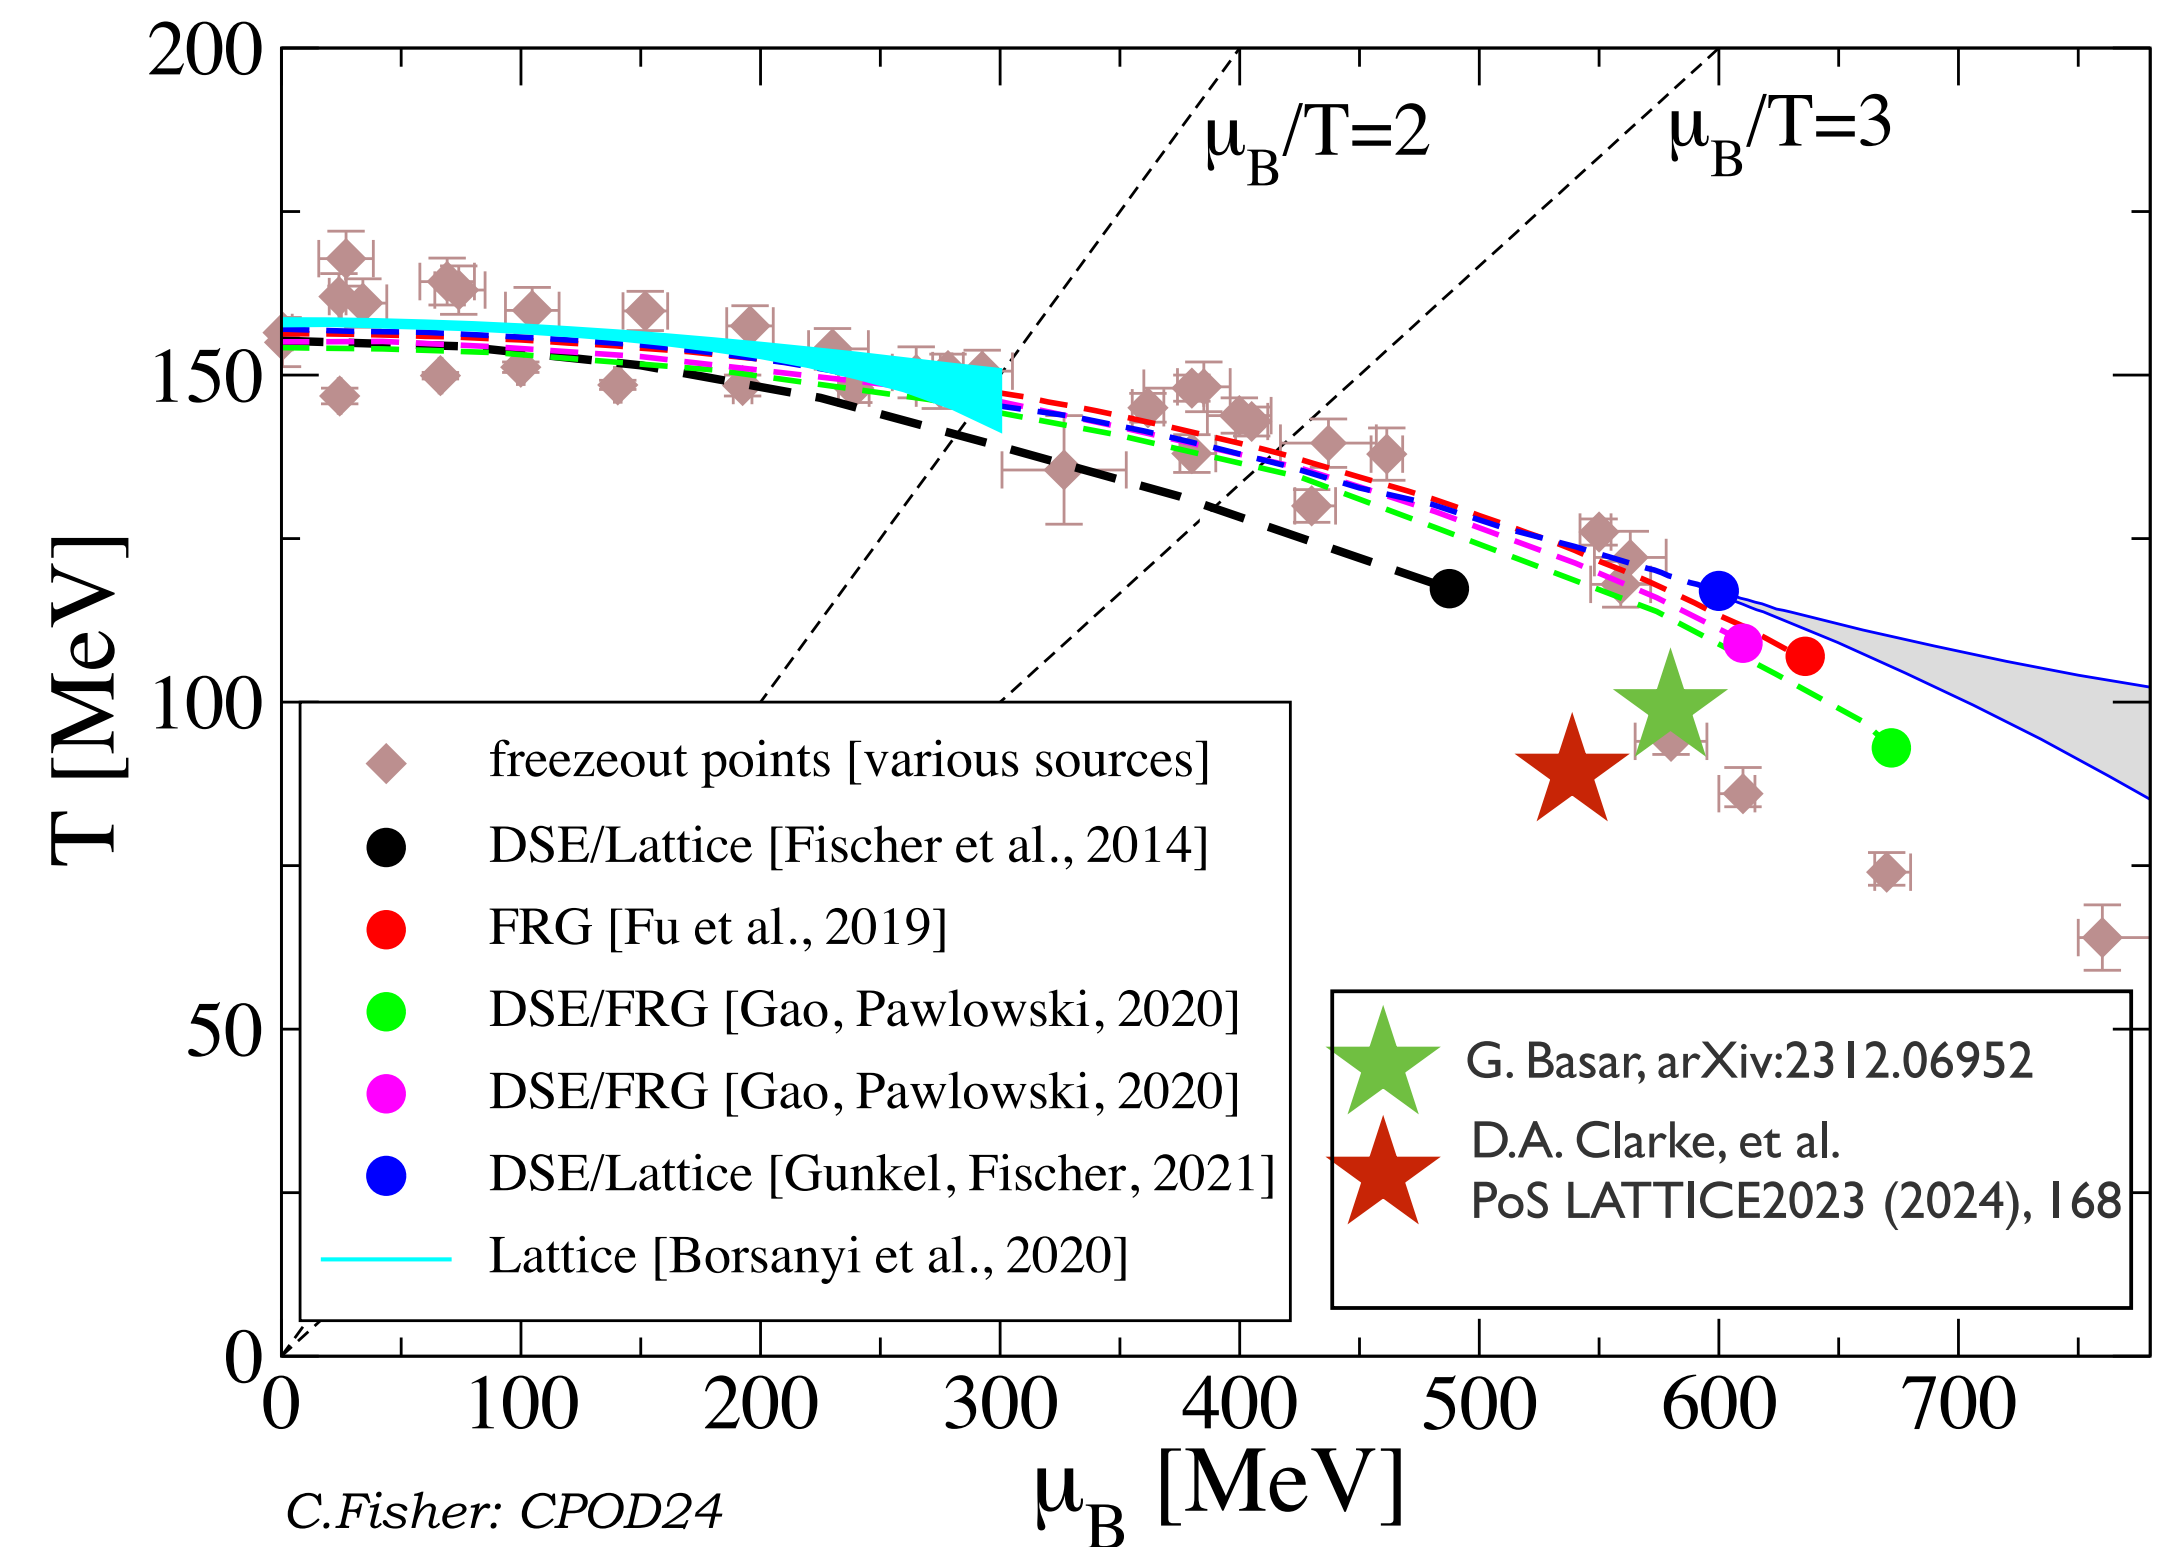 200
150
100
50
0
T [MeV]
μB/T=2
μB/T=3
freezeout points [various sources]
DSE/Lattice [Fischer et al., 2014]
FRG [Fu et al., 2019]
DSE/FRG [Gao, Pawlowski, 2020]
DSE/FRG [Gao, Pawlowski, 2020]
DSE/Lattice [Gunkel, Fischer, 2021]
Lattice [Borsanyi et al., 2020]
G. Basar, arXiv:2312.06952
D.A. Clarke, et al.
PoS LATTICE2023 (2024), 168
0 100 200 300 400 500 600 700
μB [MeV]
C.Fisher: CPOD24